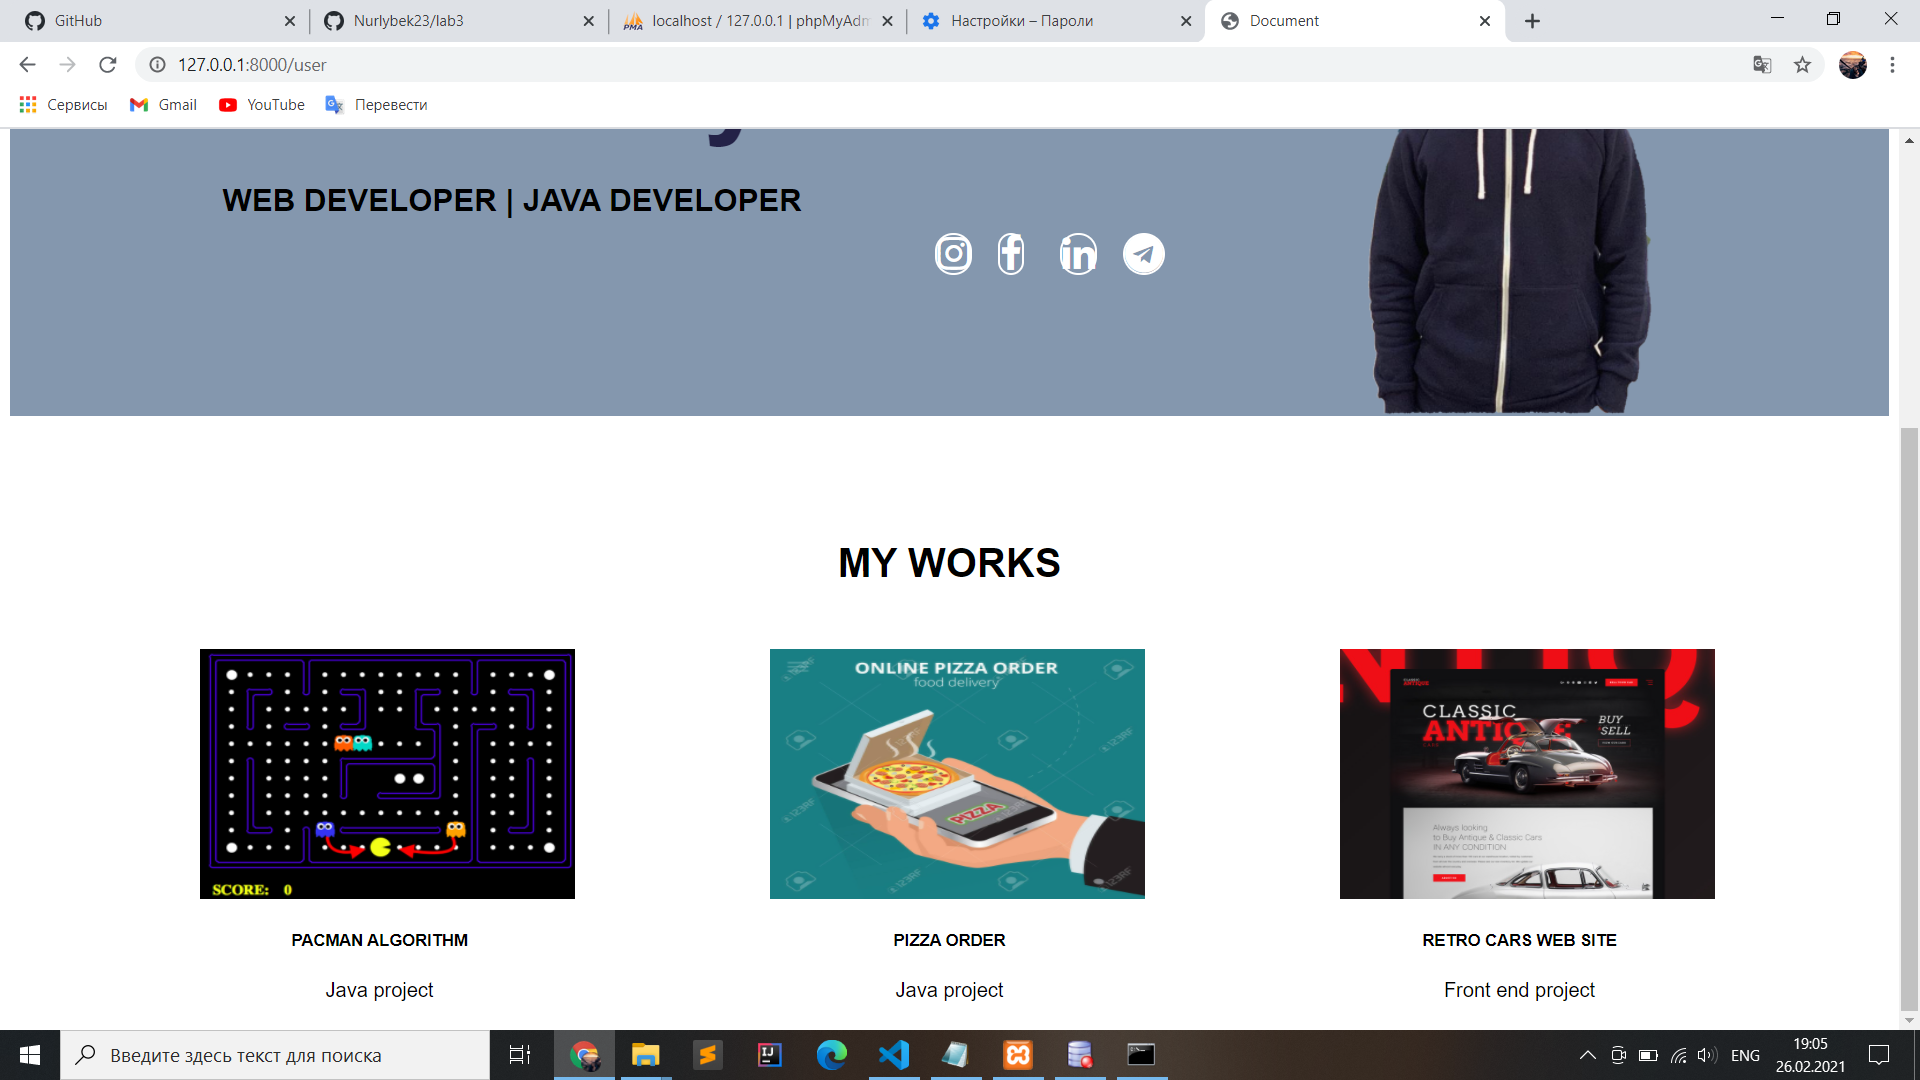 GitHub
Nurlybek23/lab3
localhost / 127.0.0.1 | phpMyAdm
Настройки – Пароли
Document
127.0.0.1:8000/user
Сервисы
Gmail
YouTube
Перевести
y
WEB DEVELOPER | JAVA DEVELOPER
MY WORKS
SCORE: 0
ONLINE PIZZA ORDER
food delivery
PIZZA
CLASSIC
ANTIQUE
BUY
SELL
Always looking
to Buy Antique & Classic Cars
IN ANY CONDITION
PACMAN ALGORITHM
PIZZA ORDER
RETRO CARS WEB SITE
Java project
Java project
Front end project
Введите здесь текст для поиска
ENG
19:05
26.02.2021